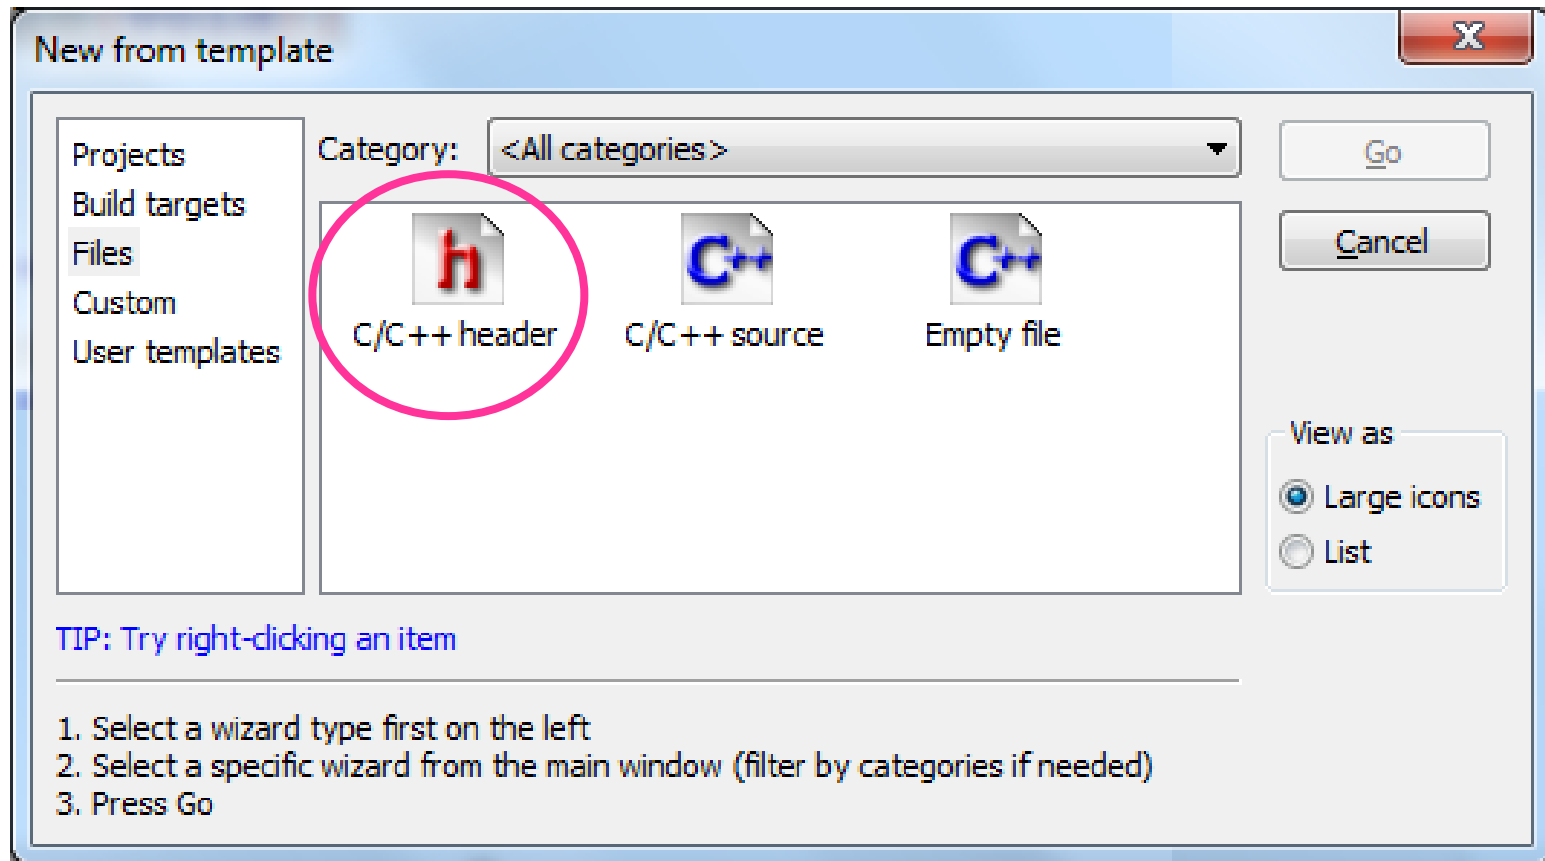 New from template
Projects
Build targets
Files
Custom
User templates
Category: <All categories>
h
C++
C++
C/C++ header
C/C++ source
Empty file
Go
Cancel
View as
Large icons
List
TIP: Try right-clicking an item
1. Select a wizard type first on the left
2. Select a specific wizard from the main window (filter by categories if needed)
3. Press Go